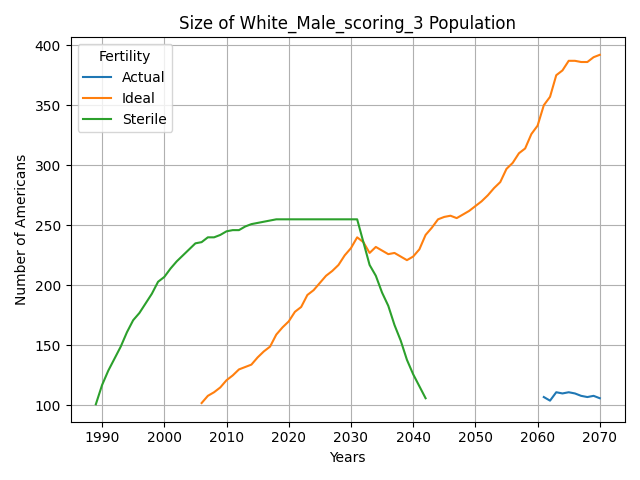 Size of White_Male_scoring_3 Population
Fertility
Actual
Ideal
Sterile
Number of Americans
400
350
300
250
200
150
100
1990 2000 2010 2020 2030 2040 2050 2060 2070
Years